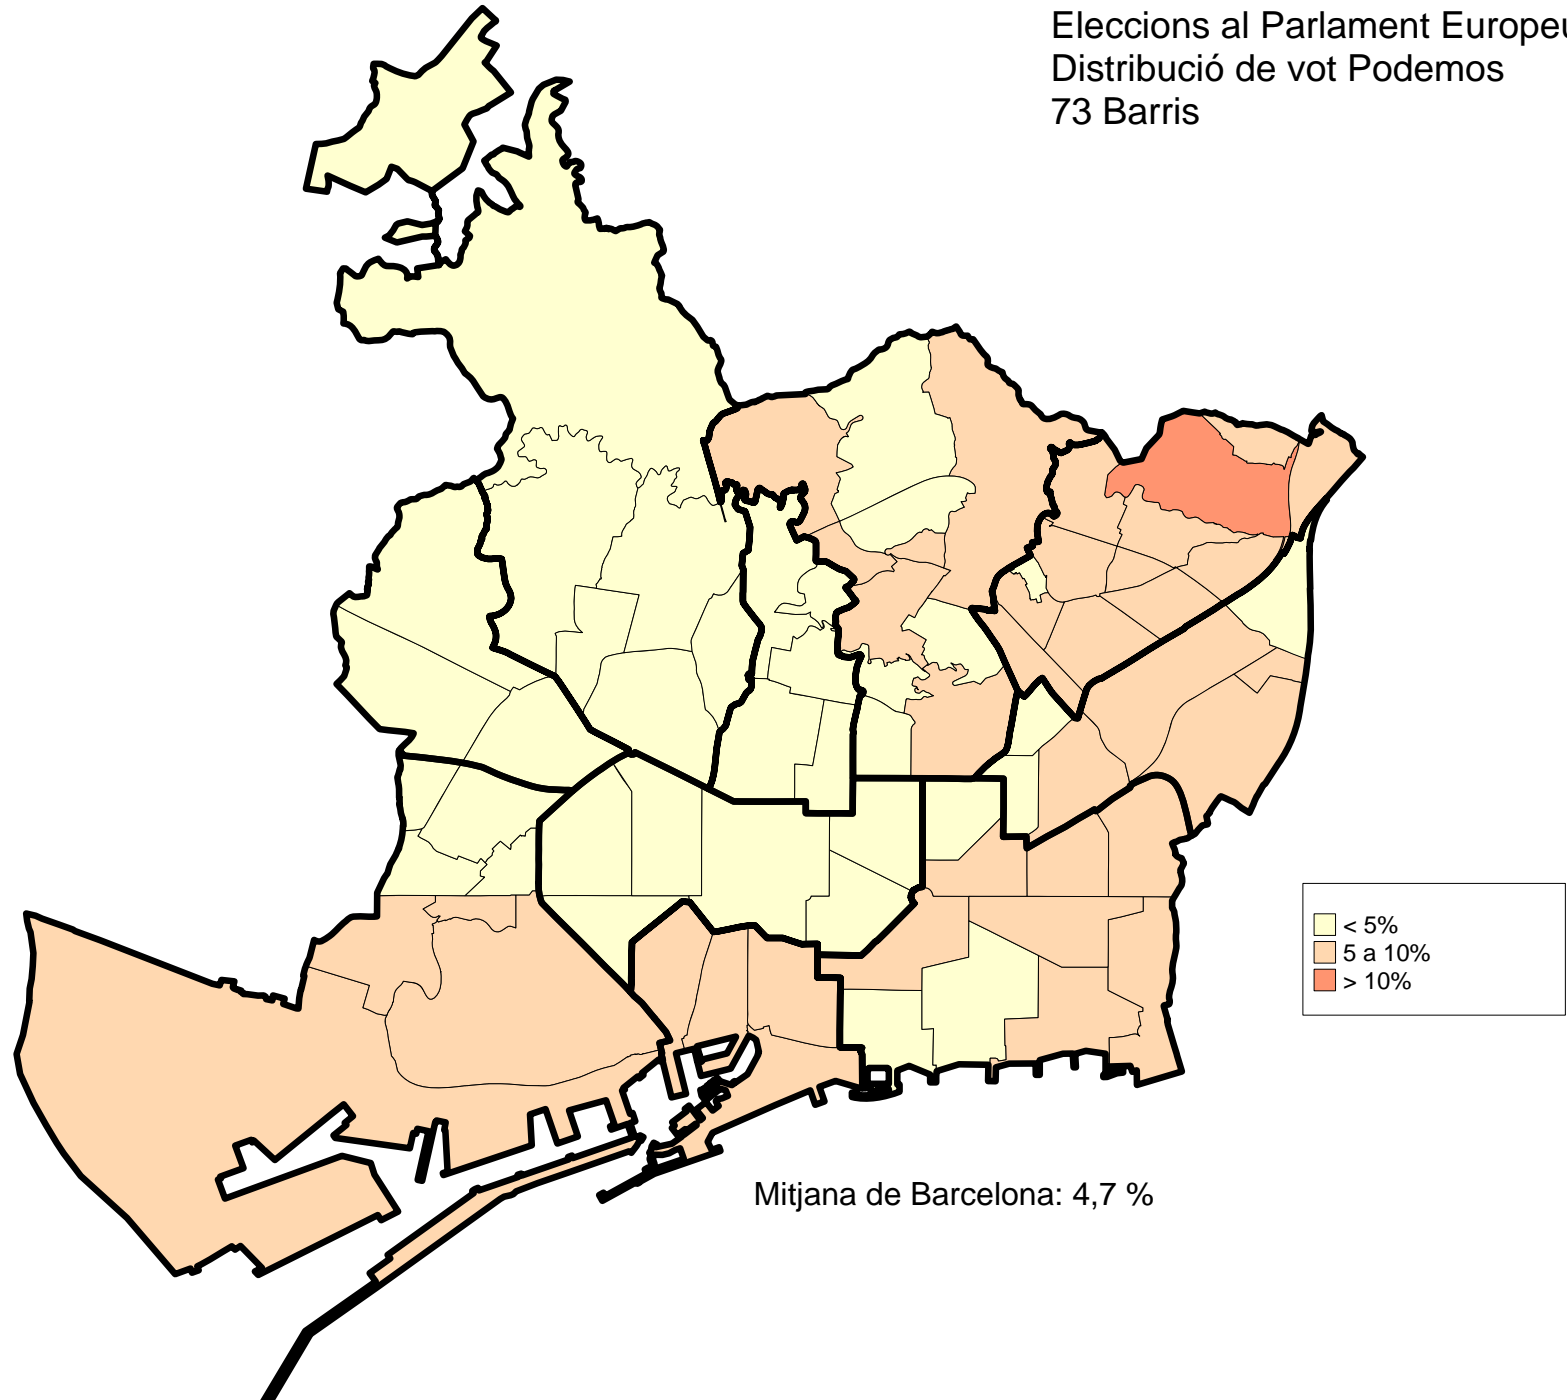 Eleccions al Parlament Europeu
Distribució de vot Podemos
73 Barris
< 5%
5 a 10%
> 10%
Mitjana de Barcelona: 4,7 %